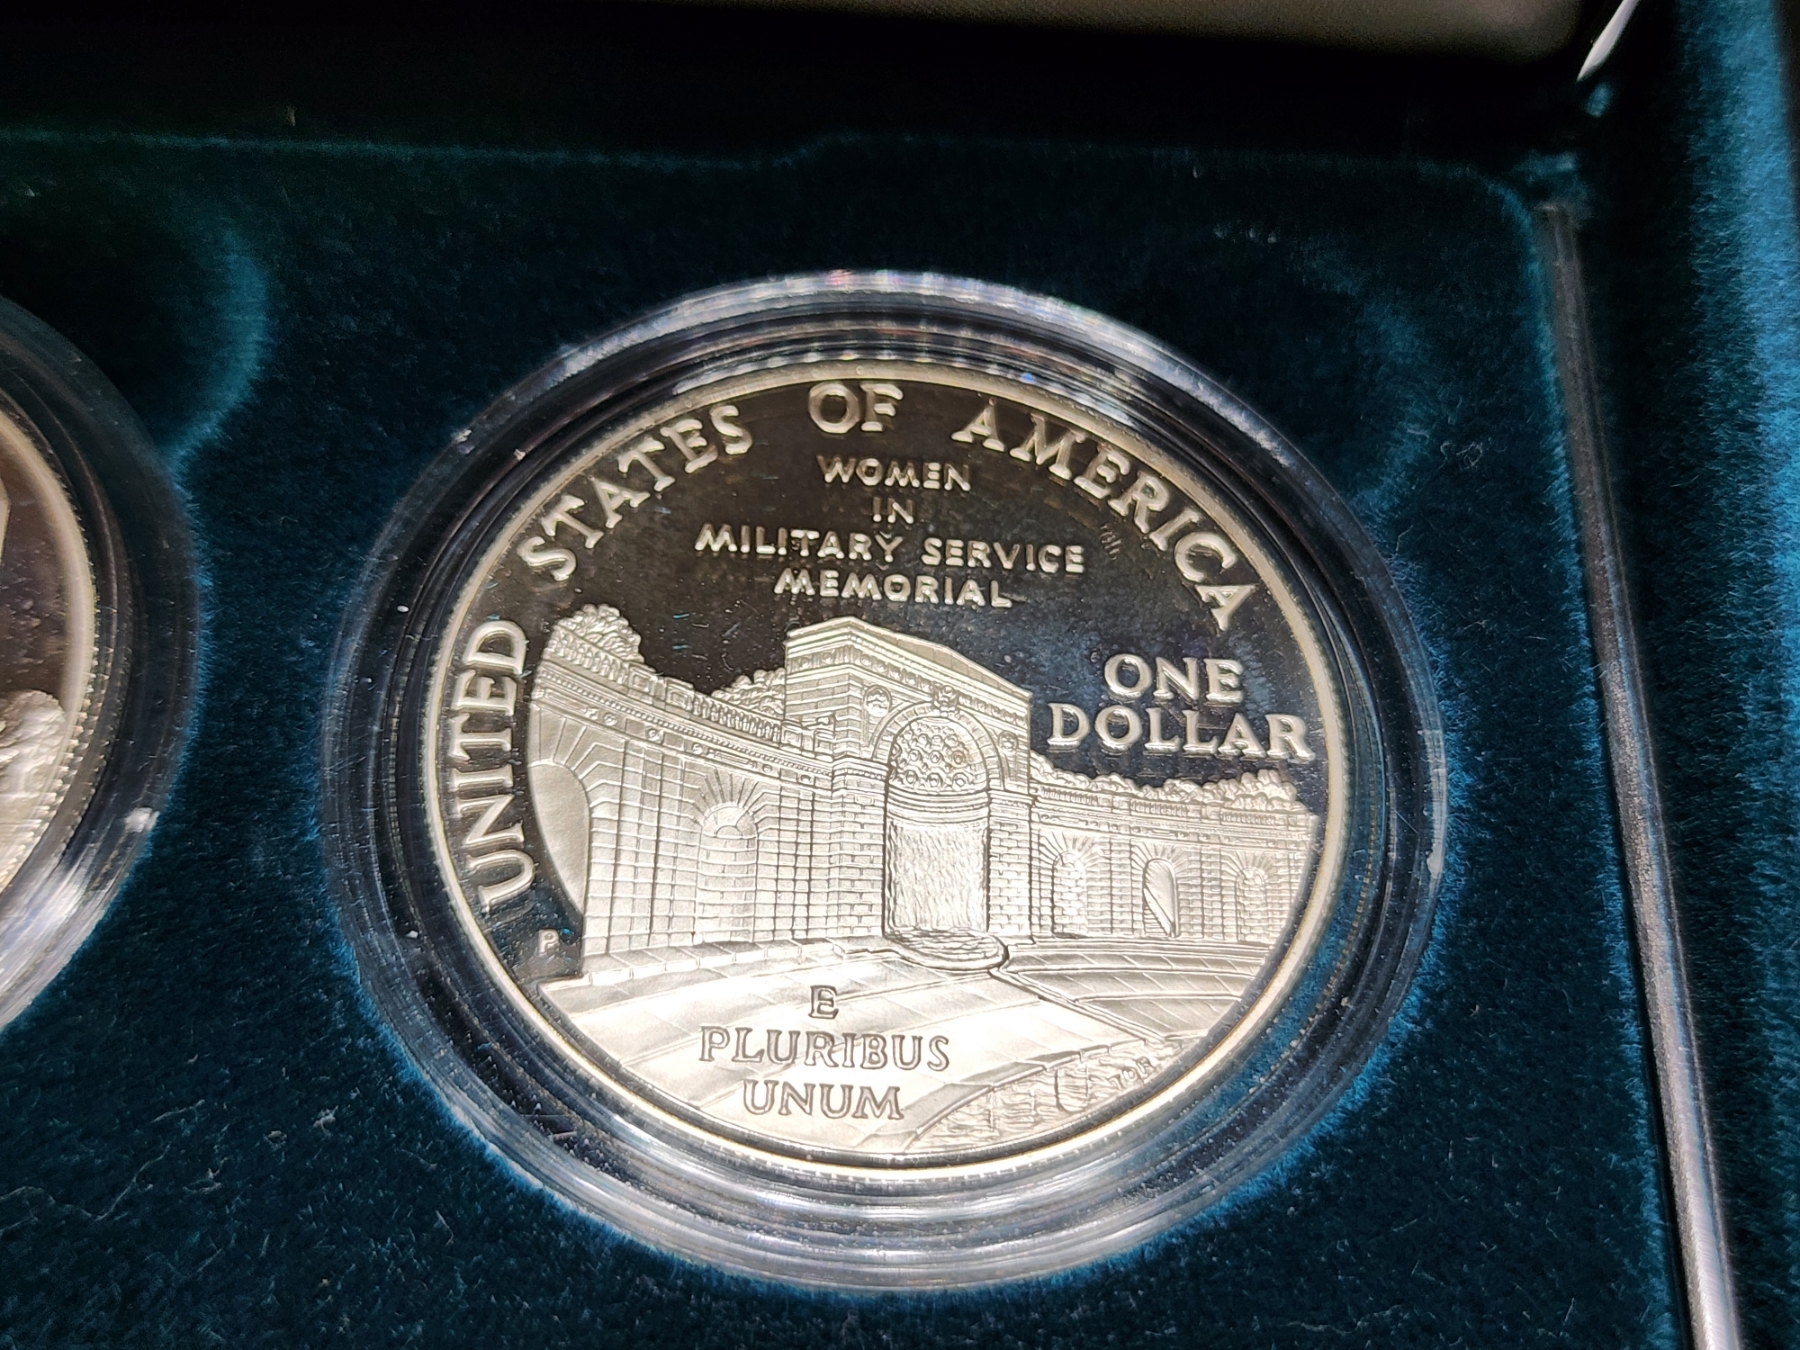 UNITED STATES OF AMERICA
WOMEN
IN
MILITARY SERVICE
MEMORIAL
ONE
DOLLAR
P
E
PLURIBUS
UNUM